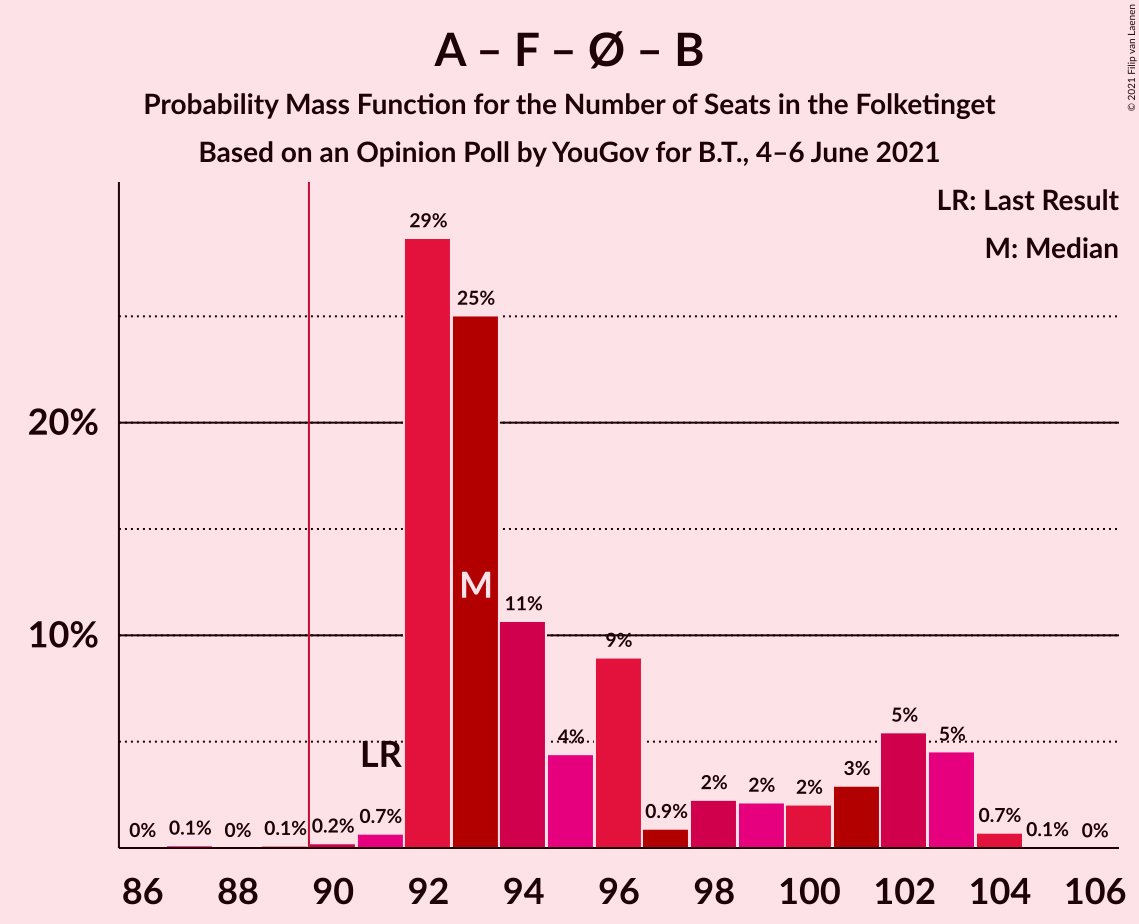 A – F – Ø – B
Probability Mass Function for the Number of Seats in the Folketinget
Based on an Opinion Poll by YouGov for B.T., 4–6 June 2021
© 2021 Filip van Laenen
LR: Last Result
M: Median
29%
25%
20%
M
11%
10%
9%
LR
4%
5%
5%
0%
0.1%
0%
0.1%
0.2%
0.7%
0.9%
2%
2%
2%
3%
0.7%
0.1%
0%
86 88 90 92 94 96 98 100 102 104 106